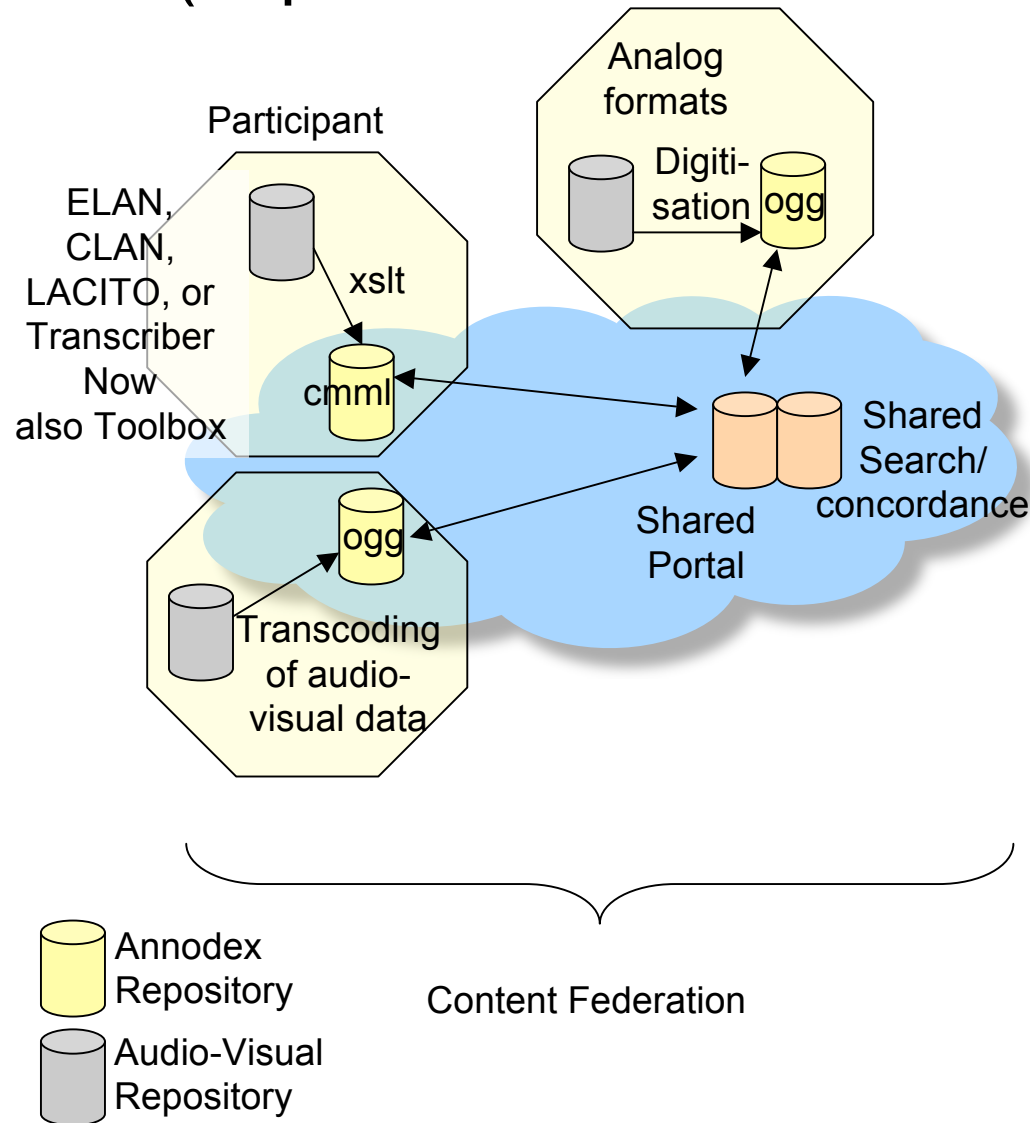 Analog
formats
Participant
Digiti-
sation
ogg
ELAN,
CLAN,
LACITO, or
Transcriber
Now
also Toolbox
xslt
cmml
Shared
Search/
concordance
Shared
Portal
ogg
Transcoding
of audio-
visual data
Annodex
Repository
Content Federation
Audio-Visual
Repository